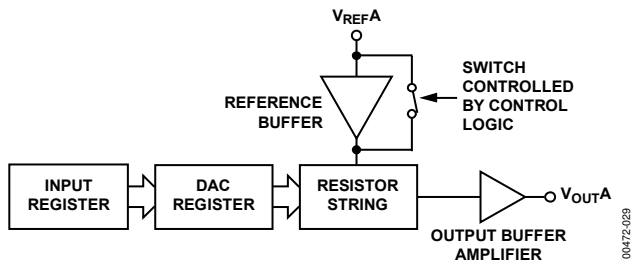 VREFA
REFERENCE
BUFFER
SWITCH
CONTROLLED
BY CONTROL
LOGIC
INPUT
REGISTER
DAC
REGISTER
RESISTOR
STRING
VOUTA
OUTPUT BUFFER
AMPLIFIER
00472-029